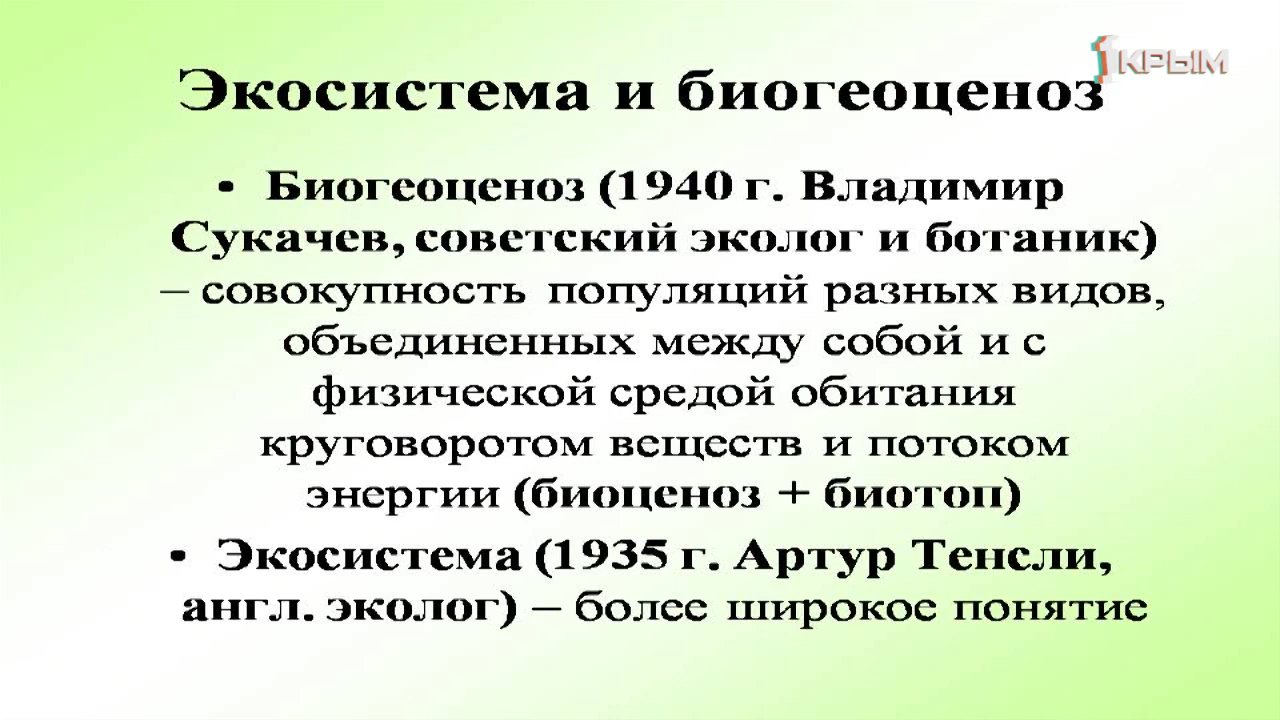 1КРЫМ
Экосистема и биогеоценоз
• Биогеоценоз (1940 г. Владимир
Сукачев, советский эколог и ботаник)
– совокупность популяций разных видов,
объединенных между собой и с
физической средой обитания
круговоротом веществ и потоком
энергии (биоценоз + биотоп)
• Экосистема (1935 г. Артур Тенсли,
англ. эколог) – более широкое понятие